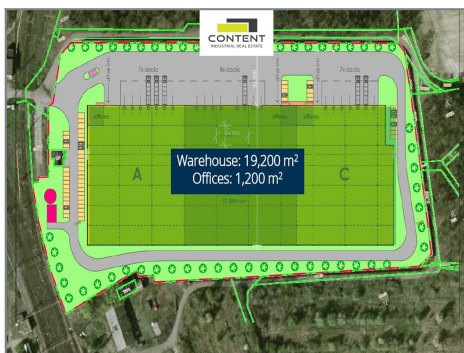 CONTENT
INDUSTRIAL REAL ESTATE
7x docks
8x docks
7x docks
offices
offices
offices
Warehouse: 19,200 m²
Offices: 1,200 m²
A
C